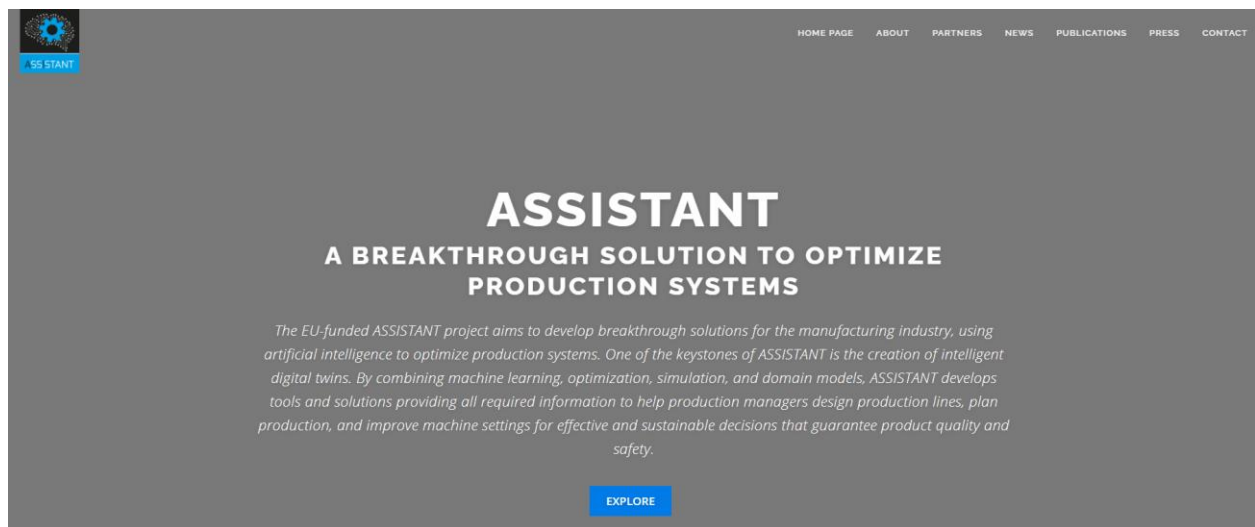 ASSISTANT
HOME PAGE ABOUT PARTNERS NEWS PUBLICATIONS PRESS CONTACT
ASSISTANT
A BREAKTHROUGH SOLUTION TO OPTIMIZE
PRODUCTION SYSTEMS
The EU-funded ASSISTANT project aims to develop breakthrough solutions for the manufacturing industry, using
artificial intelligence to optimize production systems. One of the keystones of ASSISTANT is the creation of intelligent
digital twins. By combining machine learning, optimization, simulation, and domain models, ASSISTANT develops
tools and solutions providing all required information to help production managers design production lines, plan
production, and improve machine settings for effective and sustainable decisions that guarantee product quality and
safety.
EXPLORE